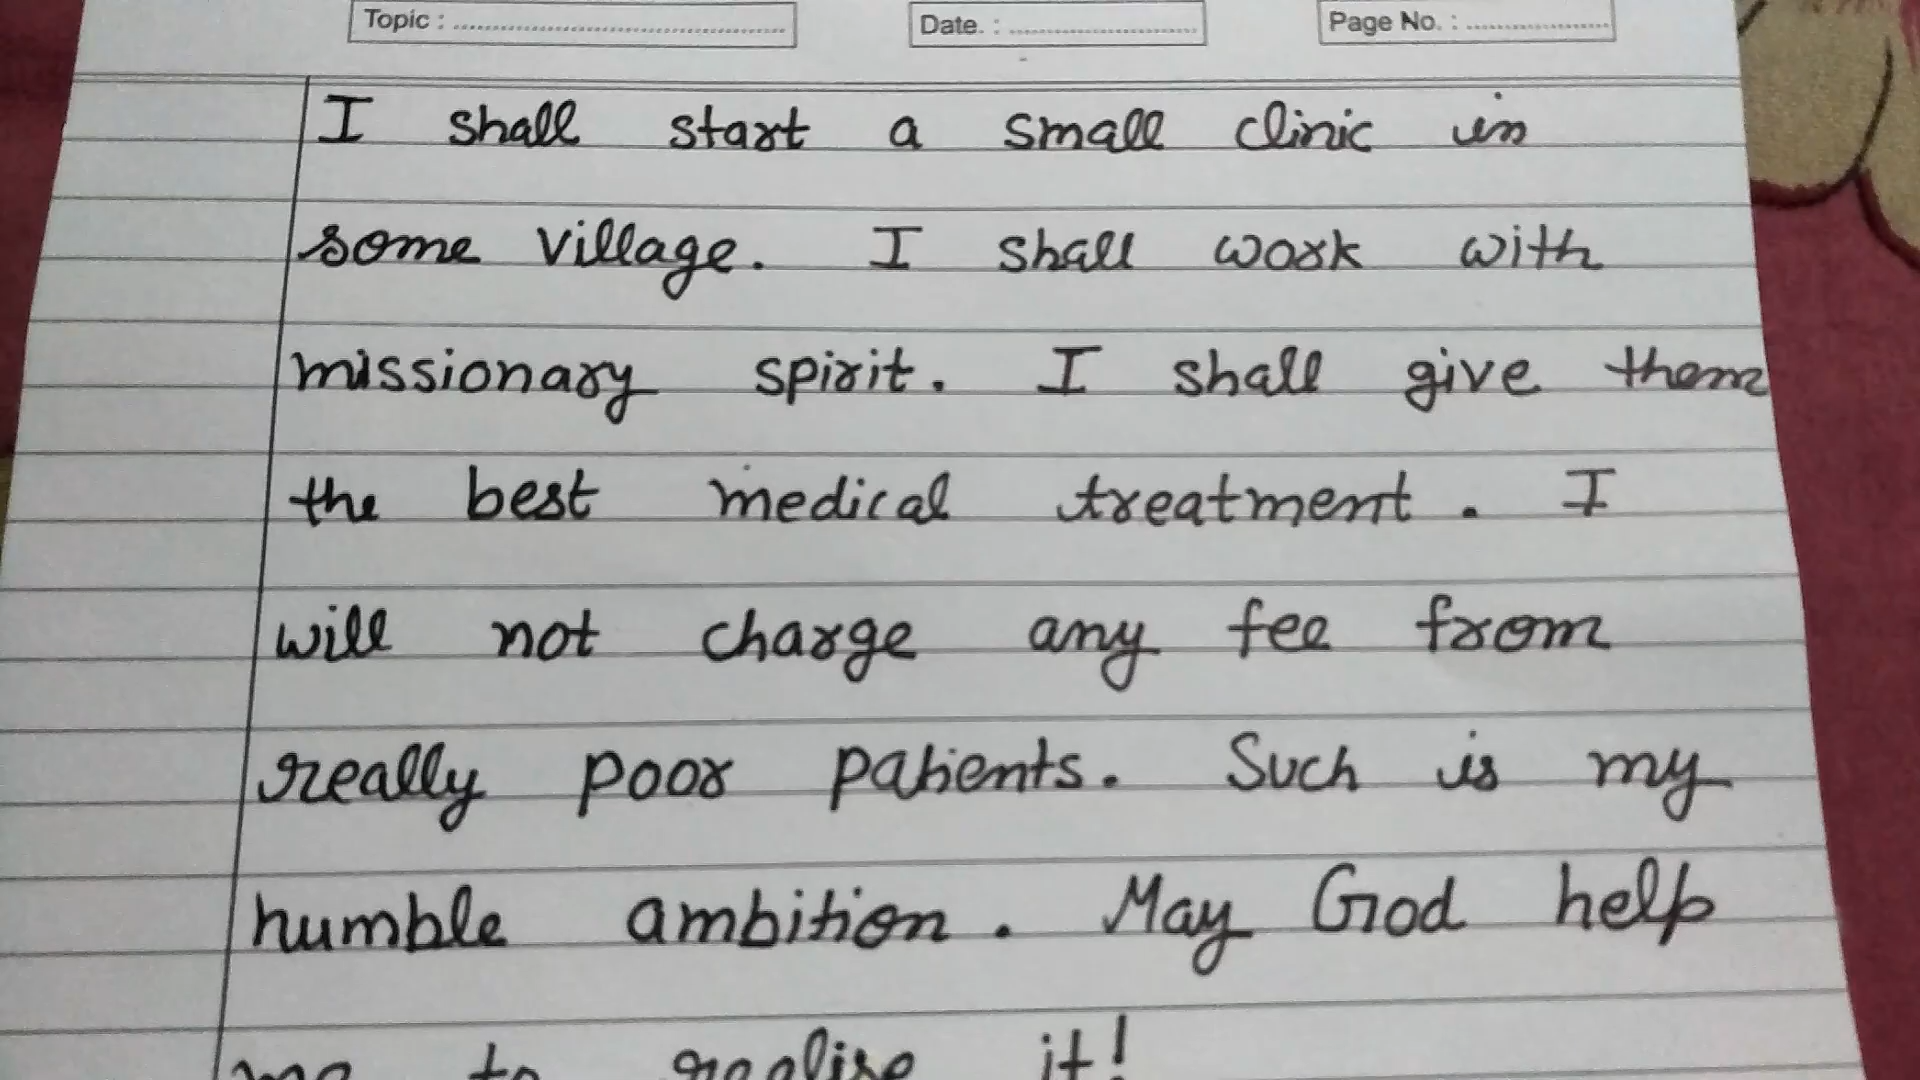 Topic : Date. : Page No. :
I shall start a small clinic in
some village. I shall work with
missionary spirit. I shall give them
the best medical treatment. I
will not charge any fee from
really poor patients. Such is my
humble ambition. May God help
me to realise it!